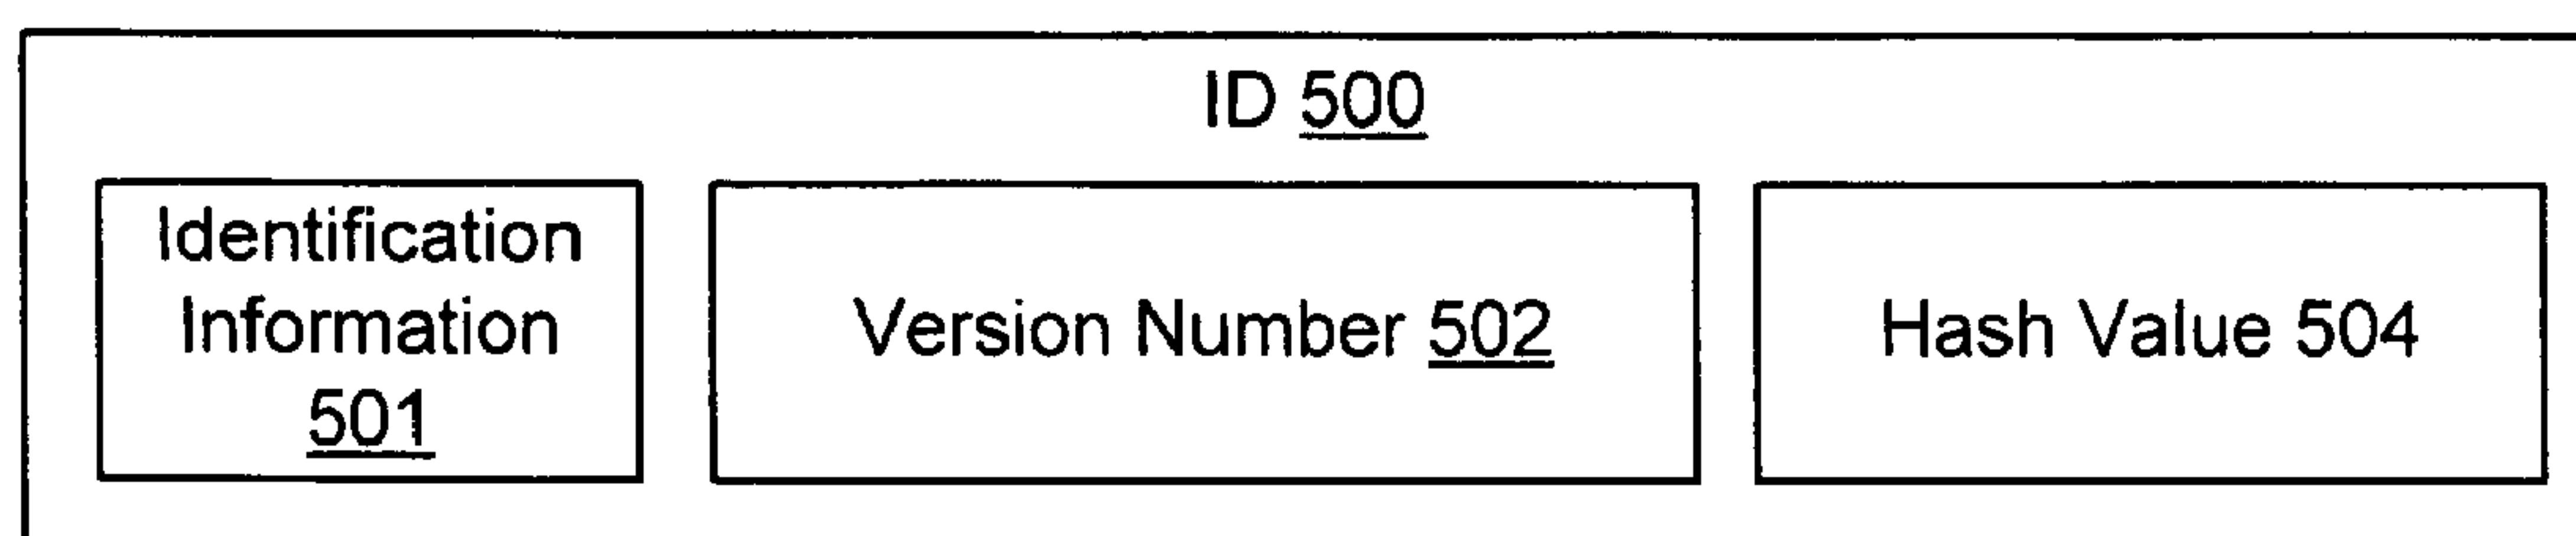 ID 500
Identification
Information
501
Version Number 502
Hash Value 504